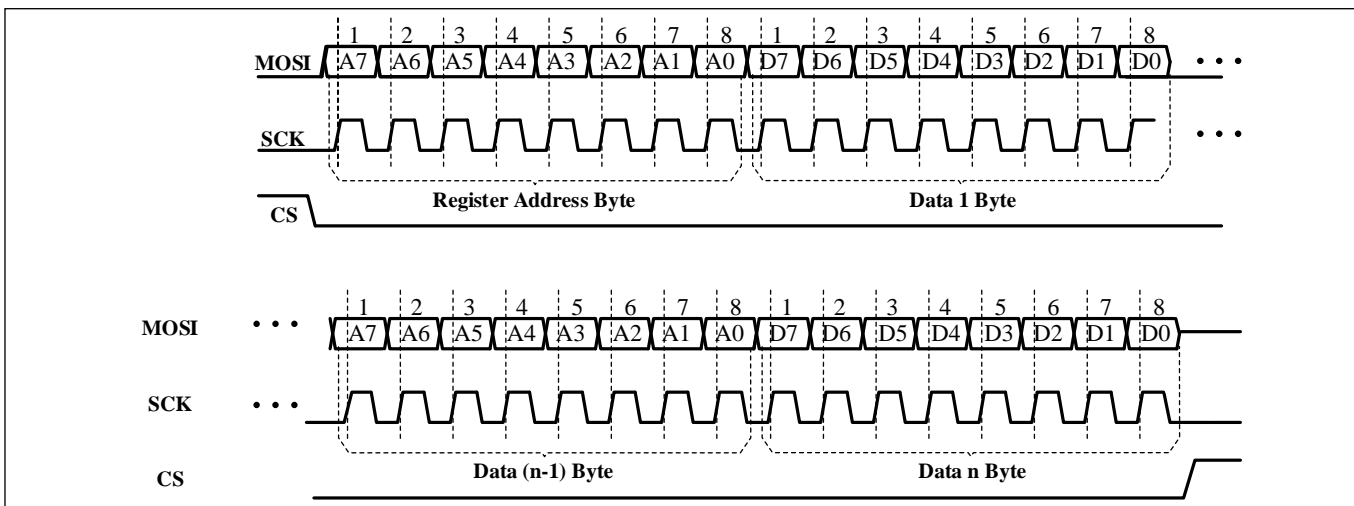 1 2 3 4 5 6 7 8 1 2 3 4 5 6 7 8
MOSI A7 A6 A5 A4 A3 A2 A1 A0 D7 D6 D5 D4 D3 D2 D1 D0 • • •
SCK • • •
Register Address Byte Data 1 Byte
CS
1 2 3 4 5 6 7 8 1 2 3 4 5 6 7 8
MOSI • • • A7 A6 A5 A4 A3 A2 A1 A0 D7 D6 D5 D4 D3 D2 D1 D0
SCK • • •
Data (n-1) Byte Data n Byte
CS